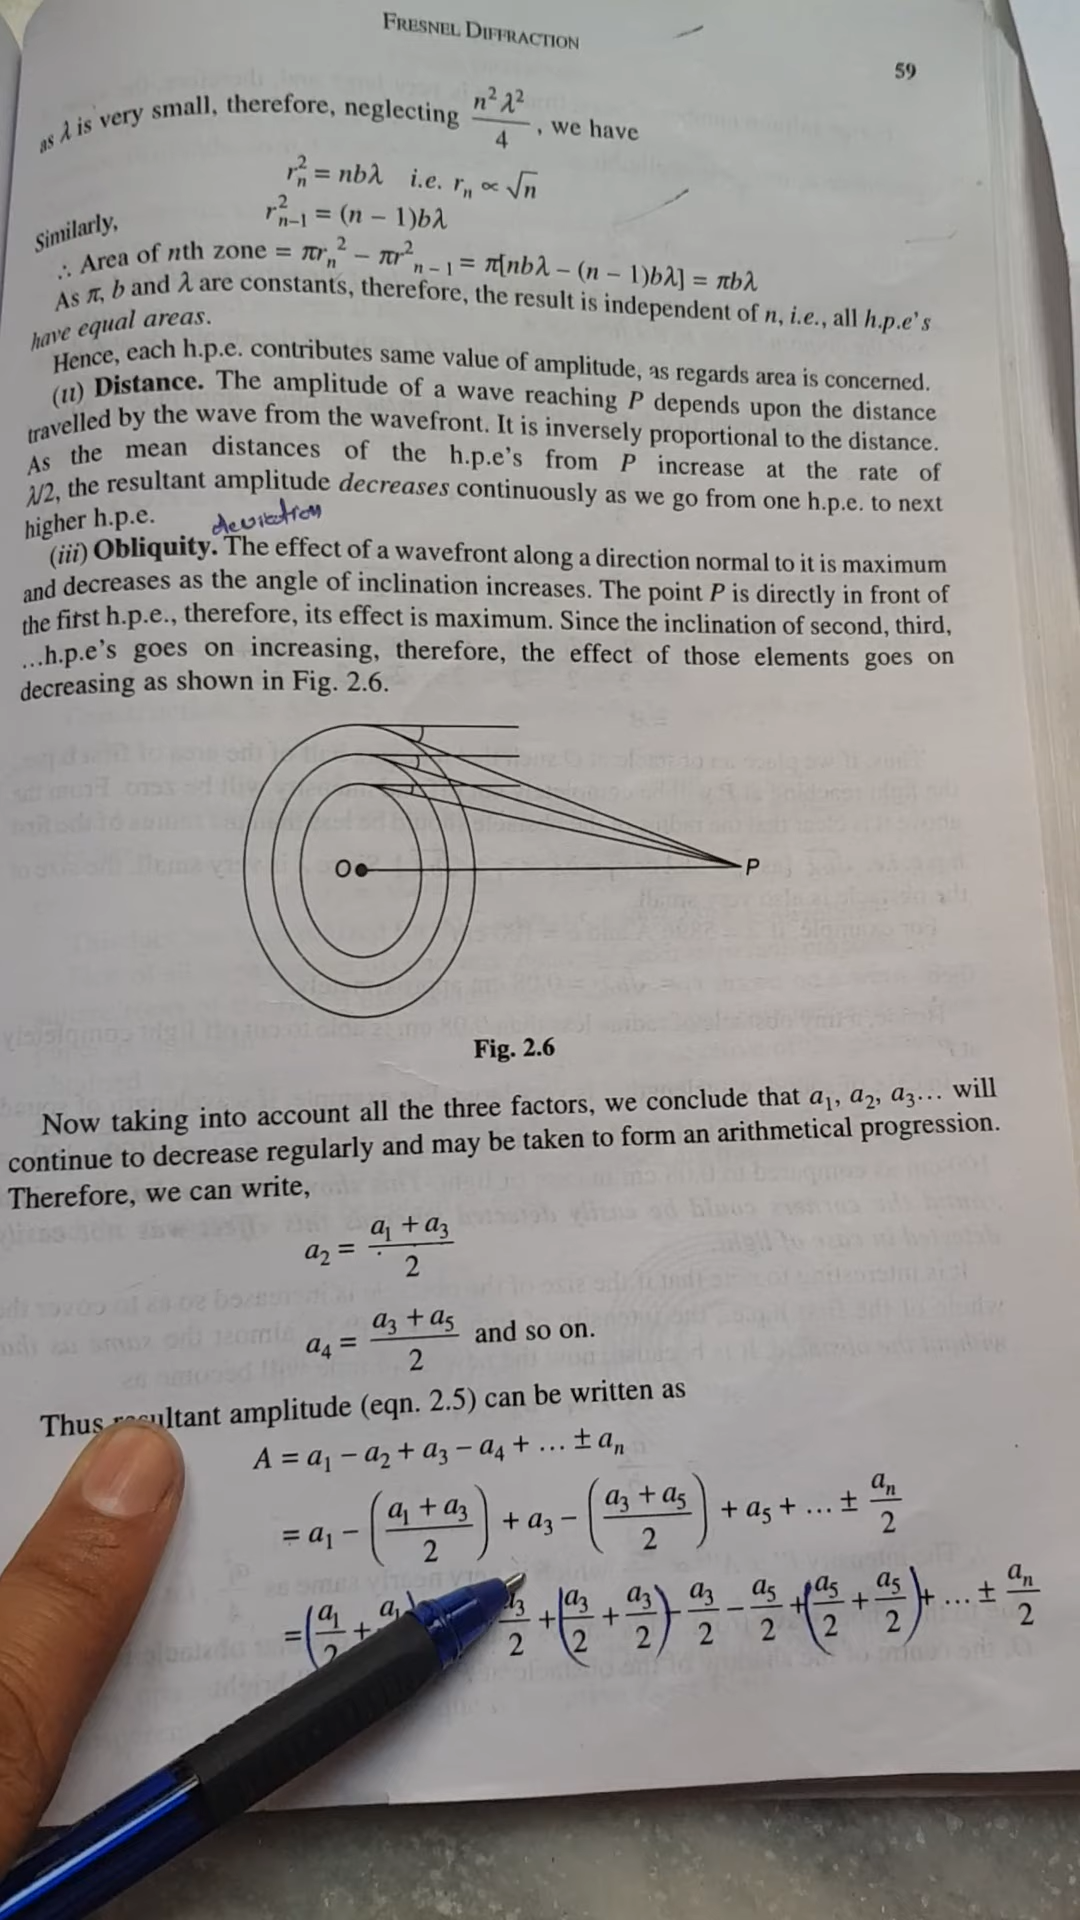 FRESNEL DIFFRACTION
59
as λ is very small, therefore, neglecting n²λ²/4, we have
rₙ² = nbλ i.e. rₙ ∝ √n
Similarly, r²ₙ₋₁ = (n – 1)bλ
∴ Area of nth zone = πrₙ² – πr²ₙ₋₁ = π[nbλ – (n – 1)bλ] = πbλ
As π, b and λ are constants, therefore, the result is independent of n, i.e., all h.p.e's
have equal areas.
Hence, each h.p.e. contributes same value of amplitude, as regards area is concerned.
(ii) Distance. The amplitude of a wave reaching P depends upon the distance
travelled by the wave from the wavefront. It is inversely proportional to the distance.
As the mean distances of the h.p.e's from P increase at the rate of
λ/2, the resultant amplitude decreases continuously as we go from one h.p.e. to next
higher h.p.e.
deviation
(iii) Obliquity. The effect of a wavefront along a direction normal to it is maximum
and decreases as the angle of inclination increases. The point P is directly in front of
the first h.p.e., therefore, its effect is maximum. Since the inclination of second, third,
...h.p.e's goes on increasing, therefore, the effect of those elements goes on
decreasing as shown in Fig. 2.6.
O
P
Fig. 2.6
Now taking into account all the three factors, we conclude that a₁, a₂, a₃... will
continue to decrease regularly and may be taken to form an arithmetical progression.
Therefore, we can write,
a₂ = (a₁ + a₃)/2
a₄ = (a₃ + a₅)/2 and so on.
Thus resultant amplitude (eqn. 2.5) can be written as
A = a₁ – a₂ + a₃ – a₄ + ... ± aₙ
= a₁ – ((a₁ + a₃)/2) + a₃ – ((a₃ + a₅)/2) + a₅ + ... ± aₙ/2
= (a₁/2 + a₃/2 + (a₃/2 + a₃/2) – a₃/2 – a₅/2 + (a₅/2 + a₅/2) + ... ± aₙ/2